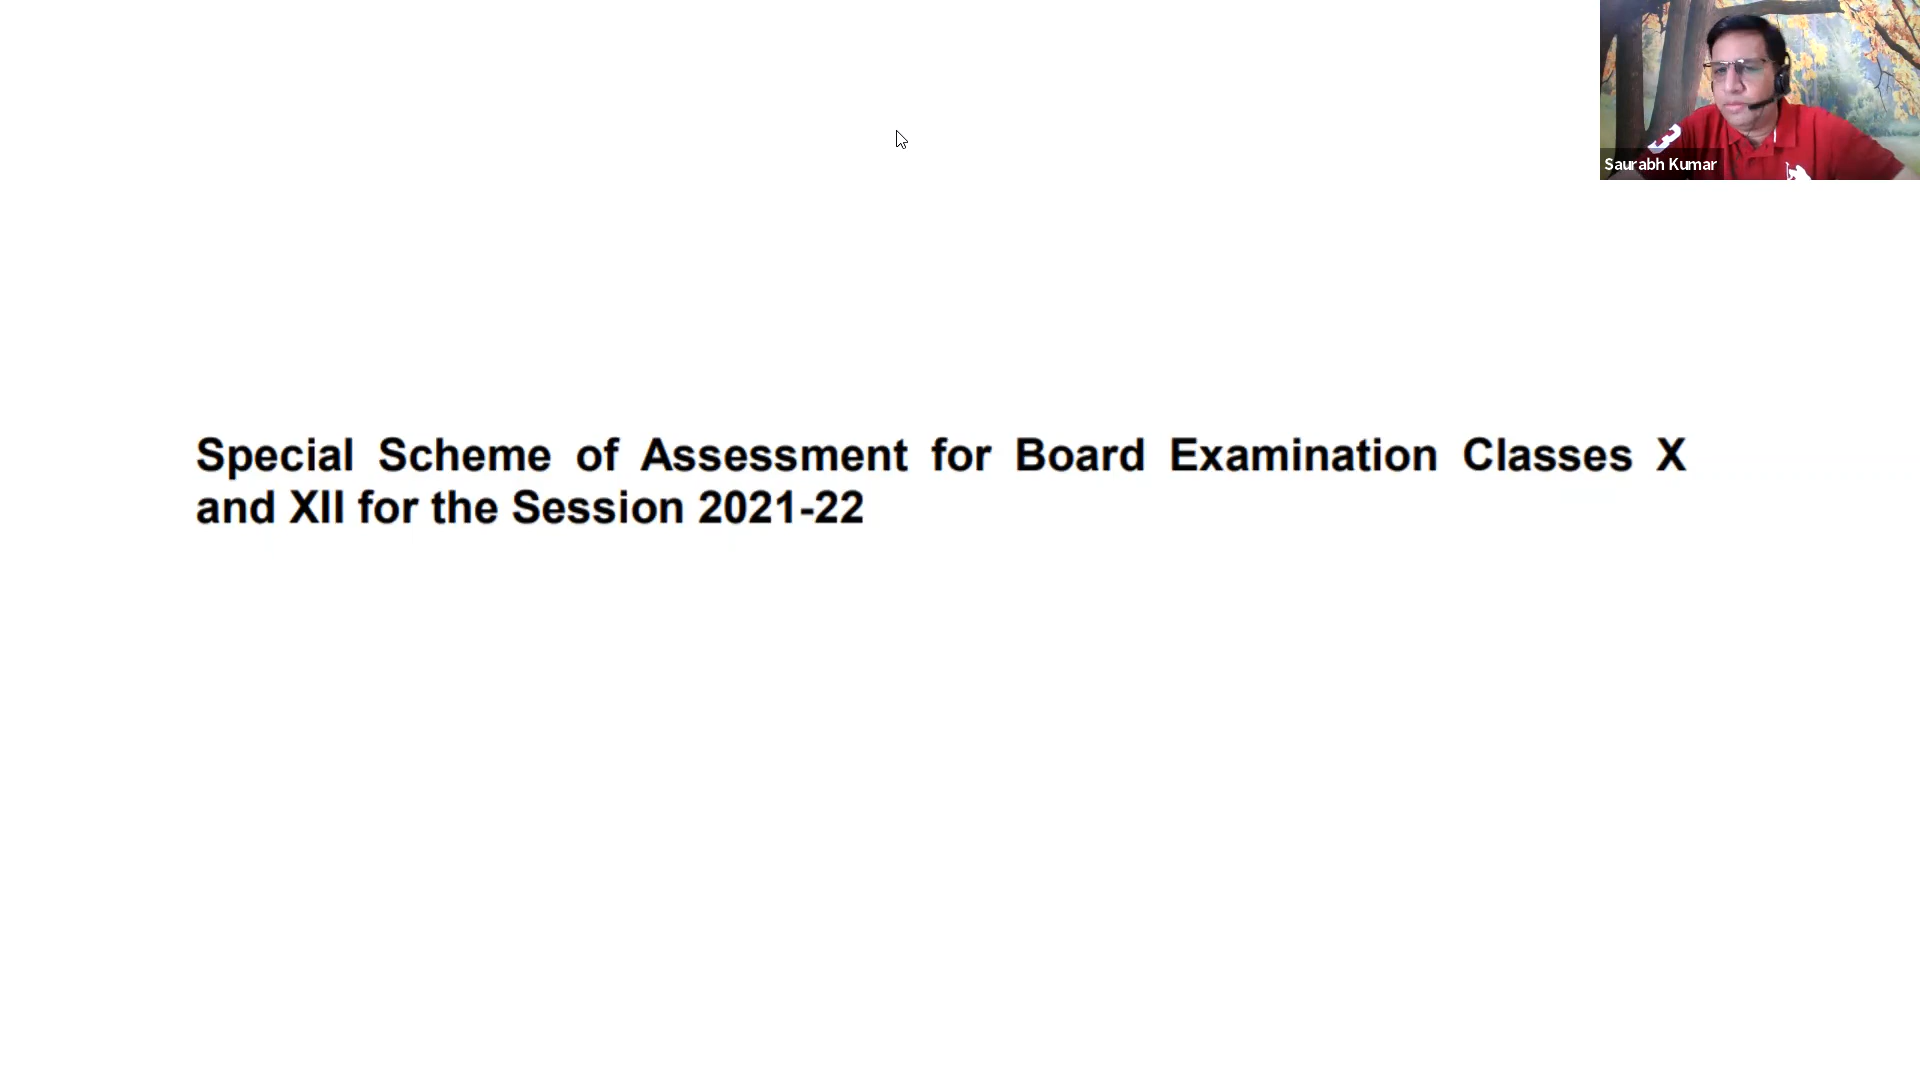 Saurabh Kumar
Special Scheme of Assessment for Board Examination Classes X
and XII for the Session 2021-22